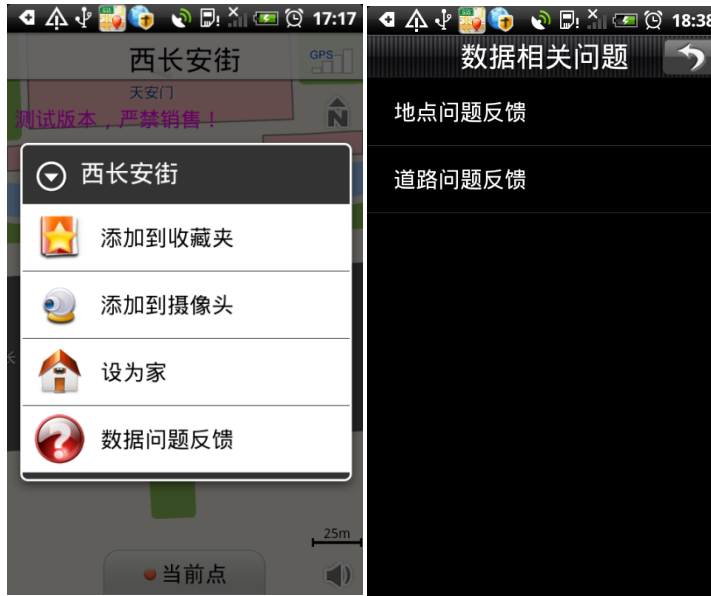 17:17
西长安街
GPS
天安门
测试版本，严禁销售！
N
西长安街
添加到收藏夹
添加到摄像头
设为家
数据问题反馈
25m
当前点
18:38
数据相关问题
地点问题反馈
道路问题反馈